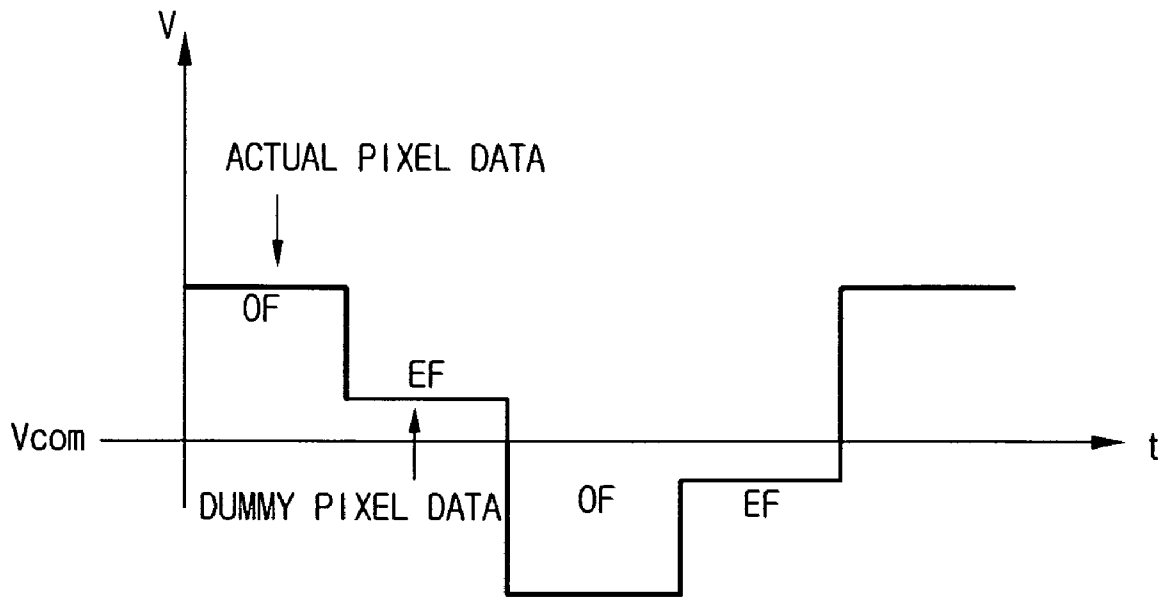 V
ACTUAL PIXEL DATA
OF
EF
Vcom
t
DUMMY PIXEL DATA
OF
EF